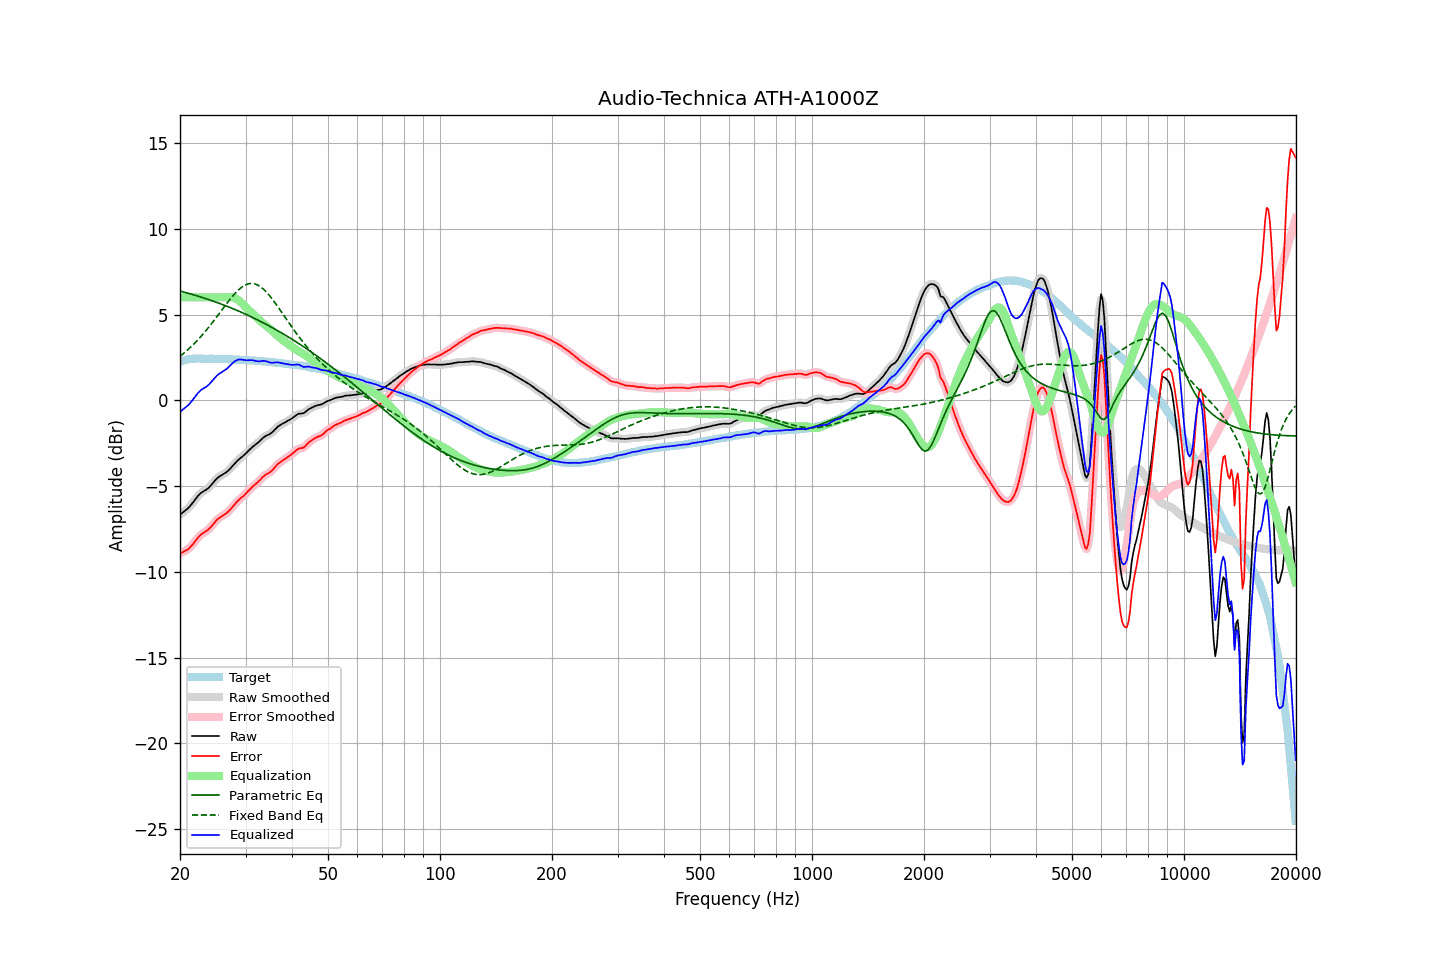 Audio-Technica ATH-A1000Z
Amplitude (dBr)
15
10
5
0
−5
−10
−15
−20
−25
Target
Raw Smoothed
Error Smoothed
Raw
Error
Equalization
Parametric Eq
Fixed Band Eq
Equalized
20 50 100 200 500 1000 2000 5000 10000 20000
Frequency (Hz)